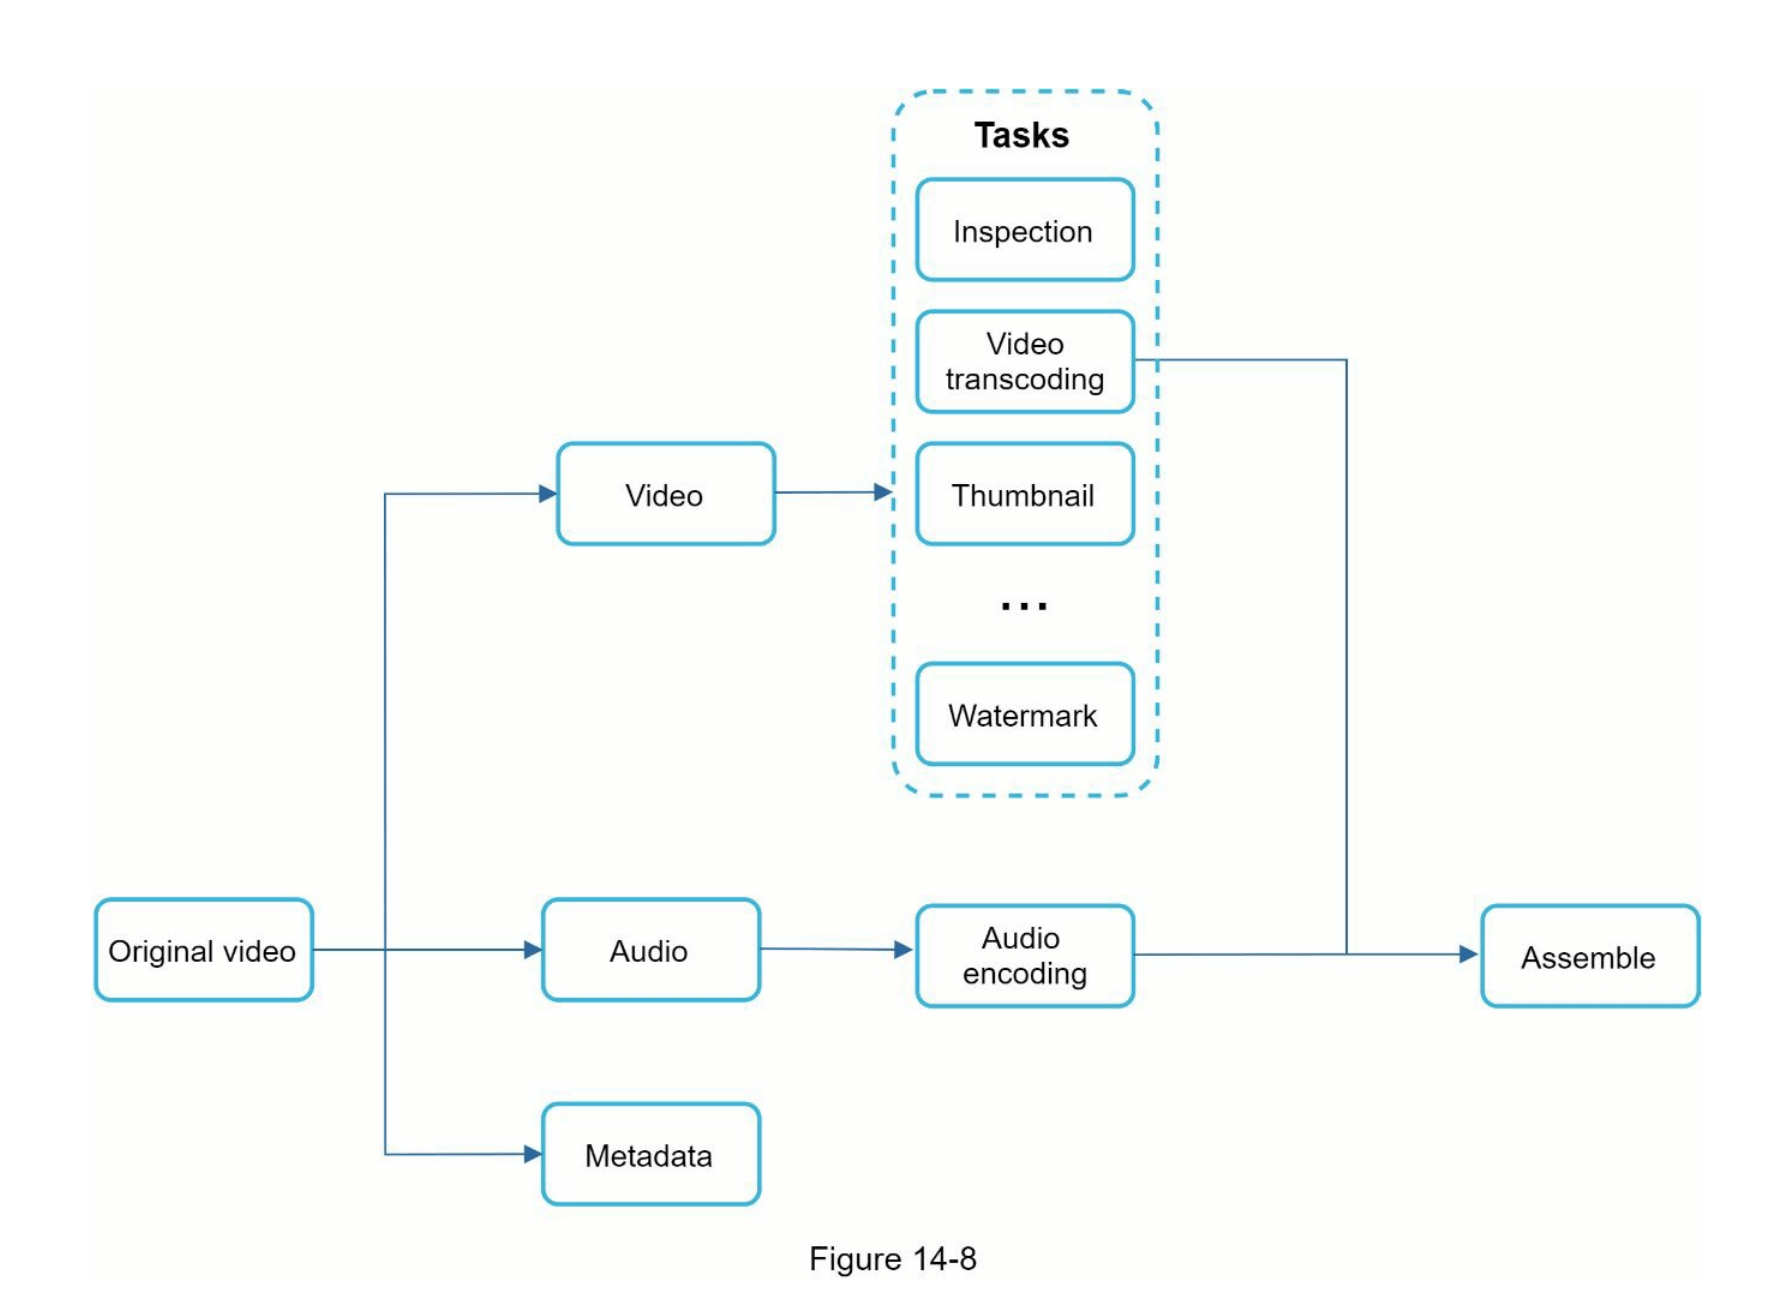 Tasks
Inspection
Video
transcoding
Video
Thumbnail
...
Watermark
Original video
Audio
Audio
encoding
Assemble
Metadata
Figure 14-8